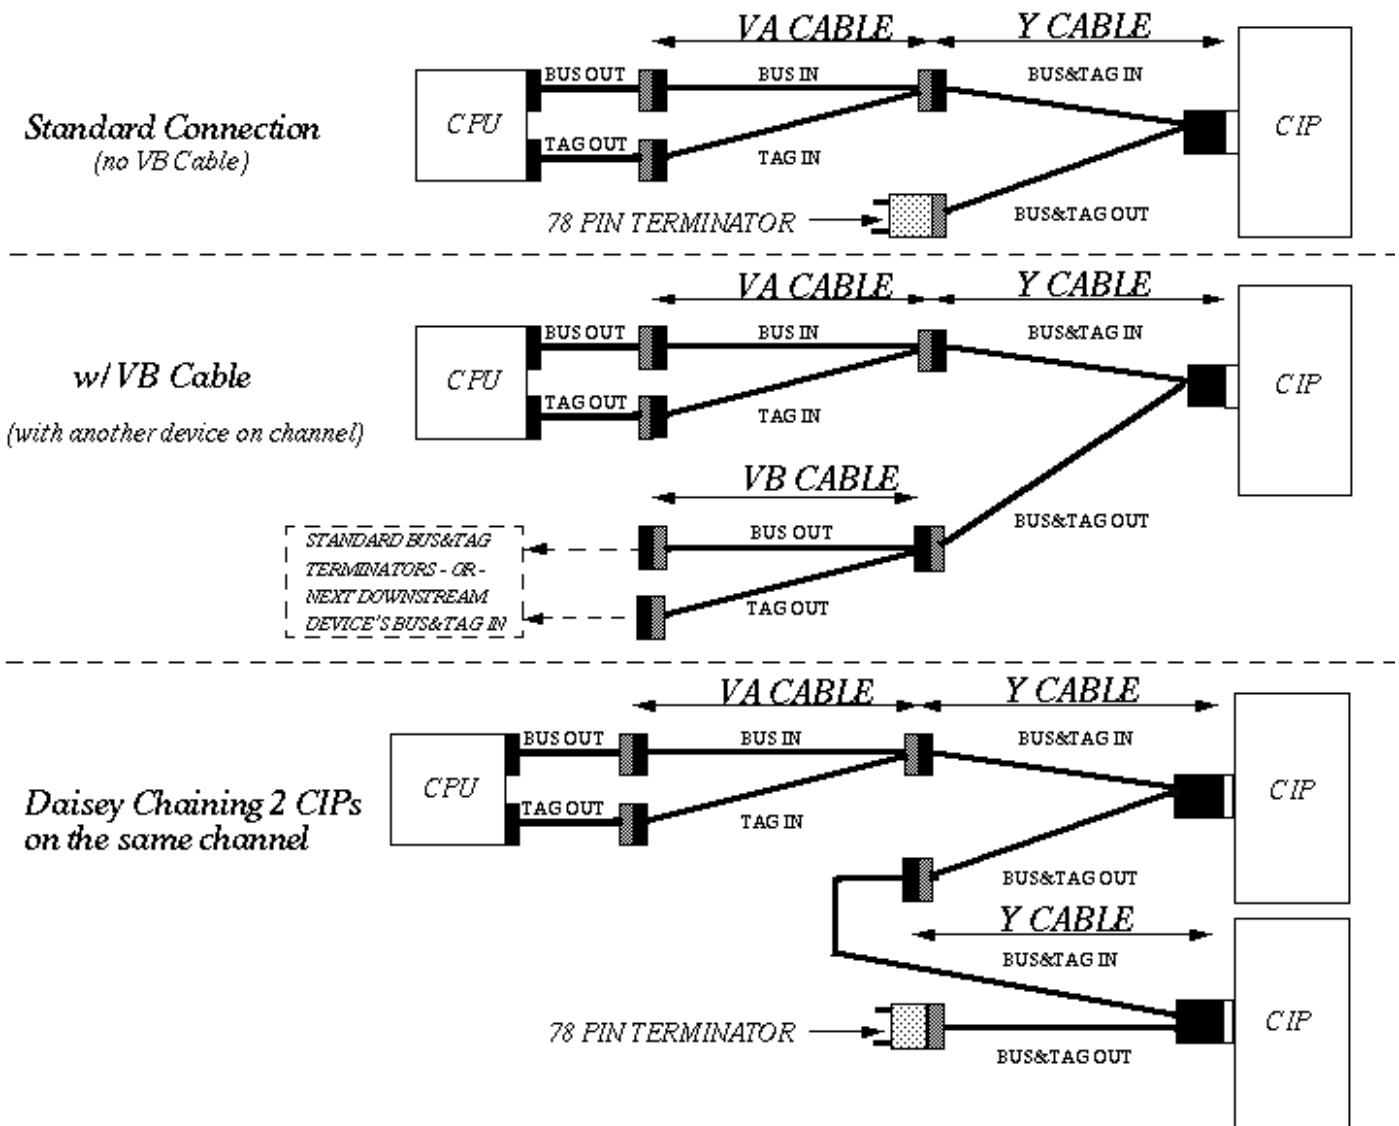 VA CABLE Y CABLE
BUS OUT BUS IN BUS&TAG IN
Standard Connection
(no VB Cable)
CPU
CIP
TAG OUT TAG IN
78 PIN TERMINATOR
BUS&TAG OUT
VA CABLE Y CABLE
BUS OUT BUS IN BUS&TAG IN
w/ VB Cable
(with another device on channel)
CPU
CIP
TAG OUT TAG IN
VB CABLE
BUS OUT
BUS&TAG OUT
STANDARD BUS&TAG
TERMINATORS - OR -
NEXT DOWNSTREAM
DEVICE'S BUS&TAG IN
TAG OUT
VA CABLE Y CABLE
BUS OUT BUS IN BUS&TAG IN
Daisey Chaining 2 CIPs
on the same channel
CPU
CIP
TAG OUT TAG IN
BUS&TAG OUT
Y CABLE
BUS&TAG IN
78 PIN TERMINATOR
CIP
BUS&TAG OUT